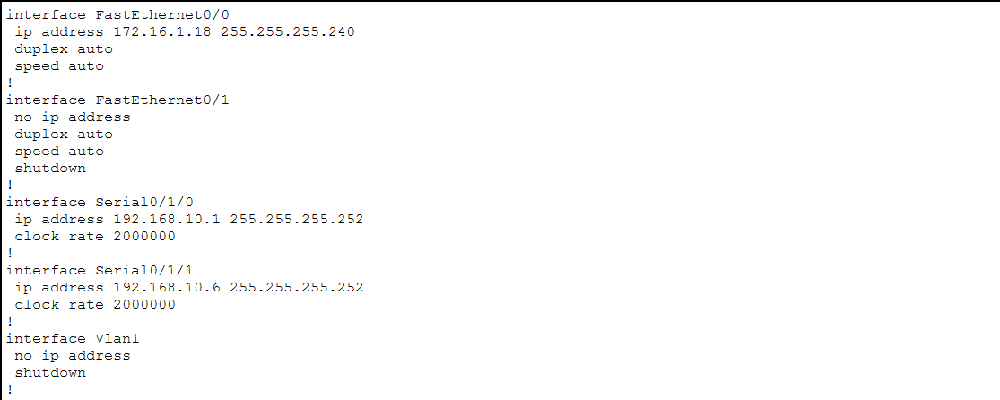 interface FastEthernet0/0
 ip address 172.16.1.18 255.255.255.240
 duplex auto
 speed auto
!
interface FastEthernet0/1
 no ip address
 duplex auto
 speed auto
 shutdown
!
interface Serial0/1/0
 ip address 192.168.10.1 255.255.255.252
 clock rate 2000000
!
interface Serial0/1/1
 ip address 192.168.10.6 255.255.255.252
 clock rate 2000000
!
interface Vlan1
 no ip address
 shutdown
!